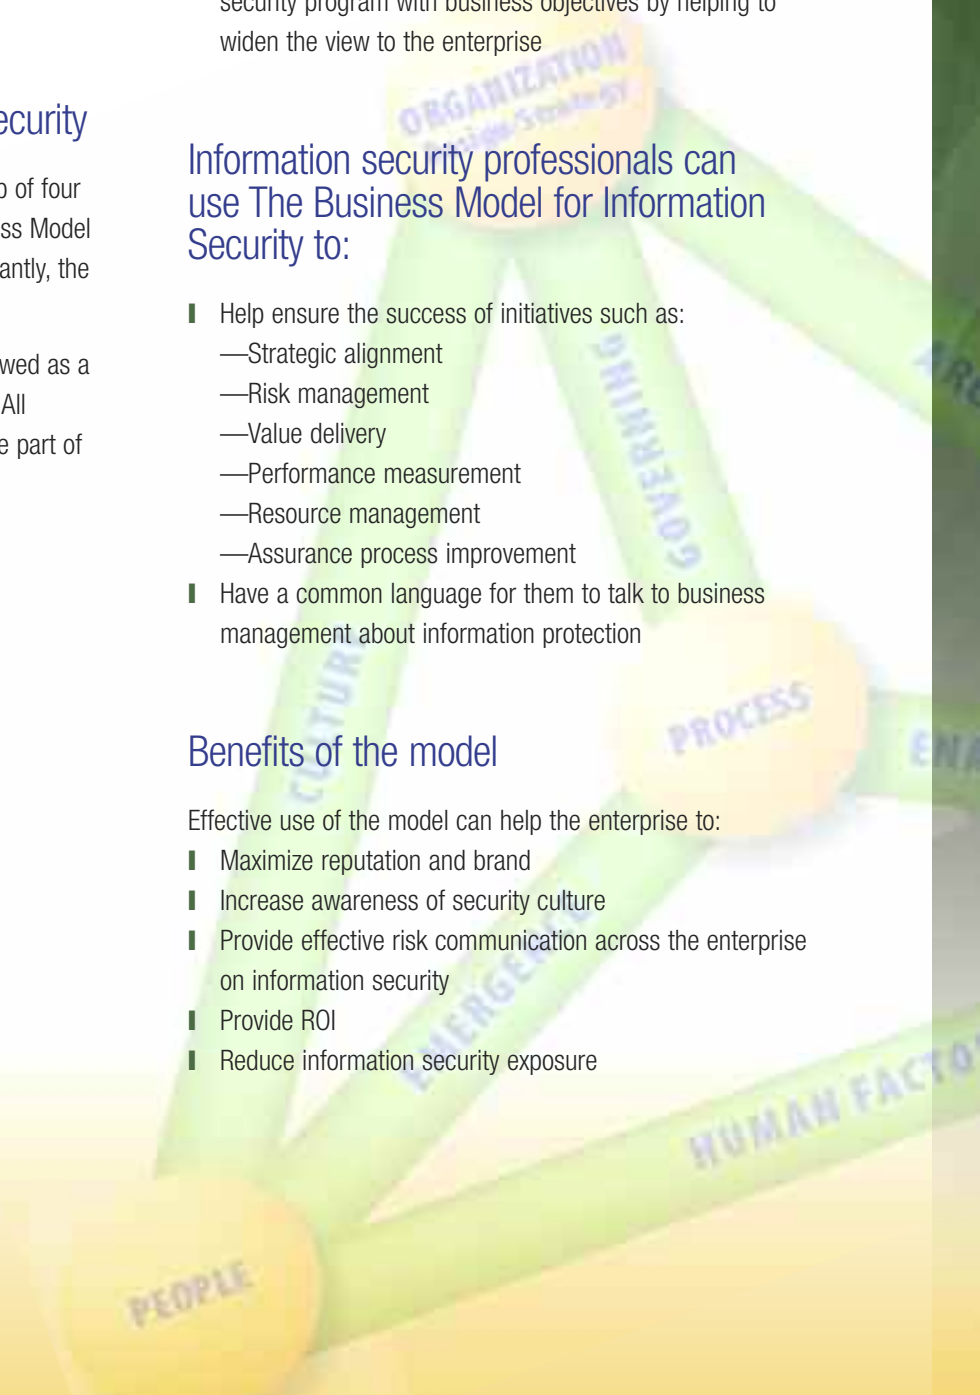 ecurity
of four
ss Model
antly, the
wed as a
All
e part of
security program with business objectives by helping to
widen the view to the enterprise
Information security professionals can
use The Business Model for Information
Security to:
Help ensure the success of initiatives such as:
—Strategic alignment
—Risk management
—Value delivery
—Performance measurement
—Resource management
—Assurance process improvement
Have a common language for them to talk to business
management about information protection
Benefits of the model
Effective use of the model can help the enterprise to:
Maximize reputation and brand
Increase awareness of security culture
Provide effective risk communication across the enterprise
on information security
Provide ROI
Reduce information security exposure
ORGANIZATION
Design/Strategy
GOVERNING
CULTURE
PROCESS
ENA
EMERGENCE
HUMAN FACTO
PEOPLE